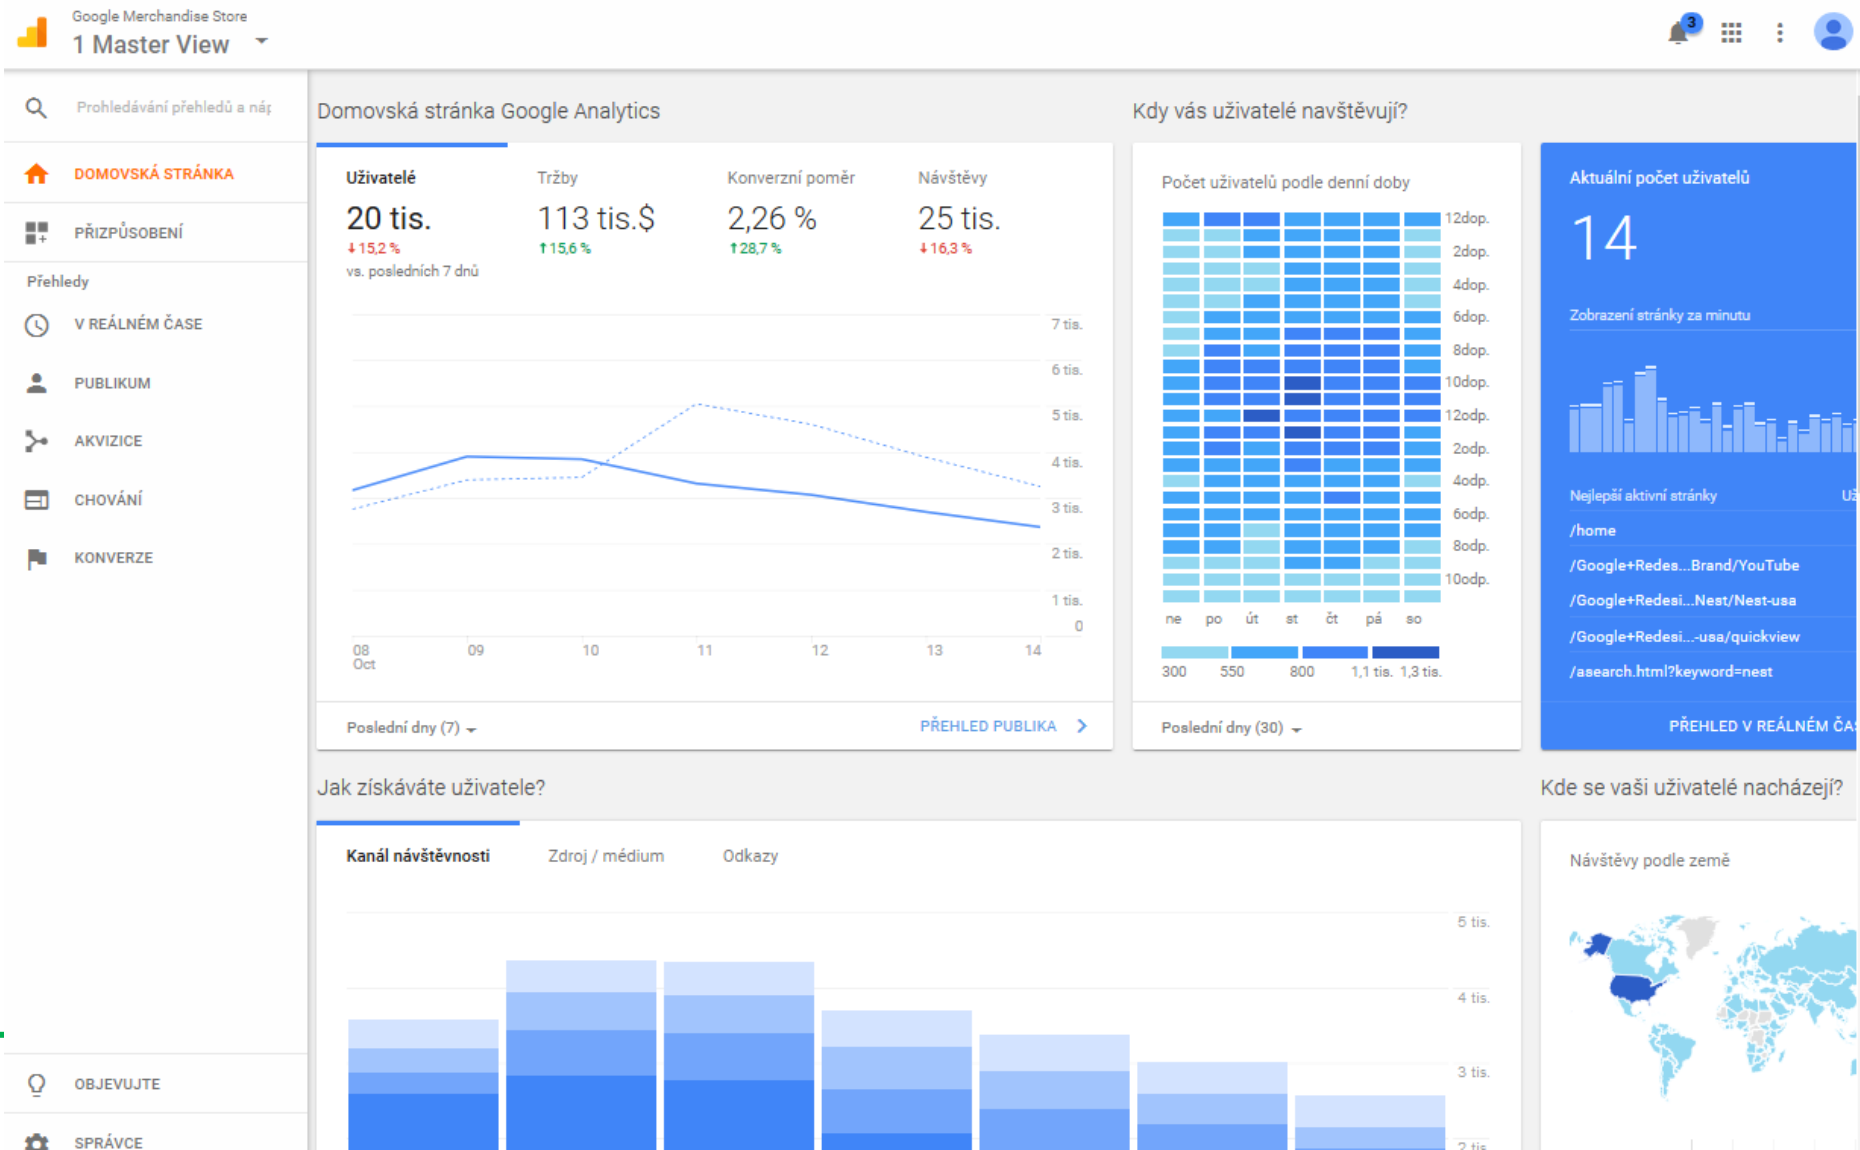 Google Merchandise Store
1 Master View
3
Prohledávání přehledů a náp
DOMOVSKÁ STRÁNKA
PŘIZPŮSOBENÍ
Přehledy
V REÁLNÉM ČASE
PUBLIKUM
AKVIZICE
CHOVÁNÍ
KONVERZE
OBJEVUJTE
SPRÁVCE
Domovská stránka Google Analytics
Uživatelé Tržby Konverzní poměr Návštěvy
20 tis. 113 tis.$ 2,26 % 25 tis.
↓15,2 % ↑15,6 % ↑28,7 % ↓16,3 %
vs. posledních 7 dnů
7 tis.
6 tis.
5 tis.
4 tis.
3 tis.
2 tis.
1 tis.
0
08 09 10 11 12 13 14
Oct
Poslední dny (7) PŘEHLED PUBLIKA
Kdy vás uživatelé navštěvují?
Počet uživatelů podle denní doby
12dop.
2dop.
4dop.
6dop.
8dop.
10dop.
12odp.
2odp.
4odp.
6odp.
8odp.
10odp.
ne po út st čt pá so
300 550 800 1,1 tis. 1,3 tis.
Poslední dny (30)
Aktuální počet uživatelů
14
Zobrazení stránky za minutu
Nejlepší aktivní stránky Už
/home
/Google+Redes...Brand/YouTube
/Google+Redesi...Nest/Nest-usa
/Google+Redesi...-usa/quickview
/asearch.html?keyword=nest
PŘEHLED V REÁLNÉM ČAS
Jak získáváte uživatele?
Kanál návštěvnosti Zdroj / médium Odkazy
5 tis.
4 tis.
3 tis.
2 tis.
Kde se vaši uživatelé nacházejí?
Návštěvy podle země